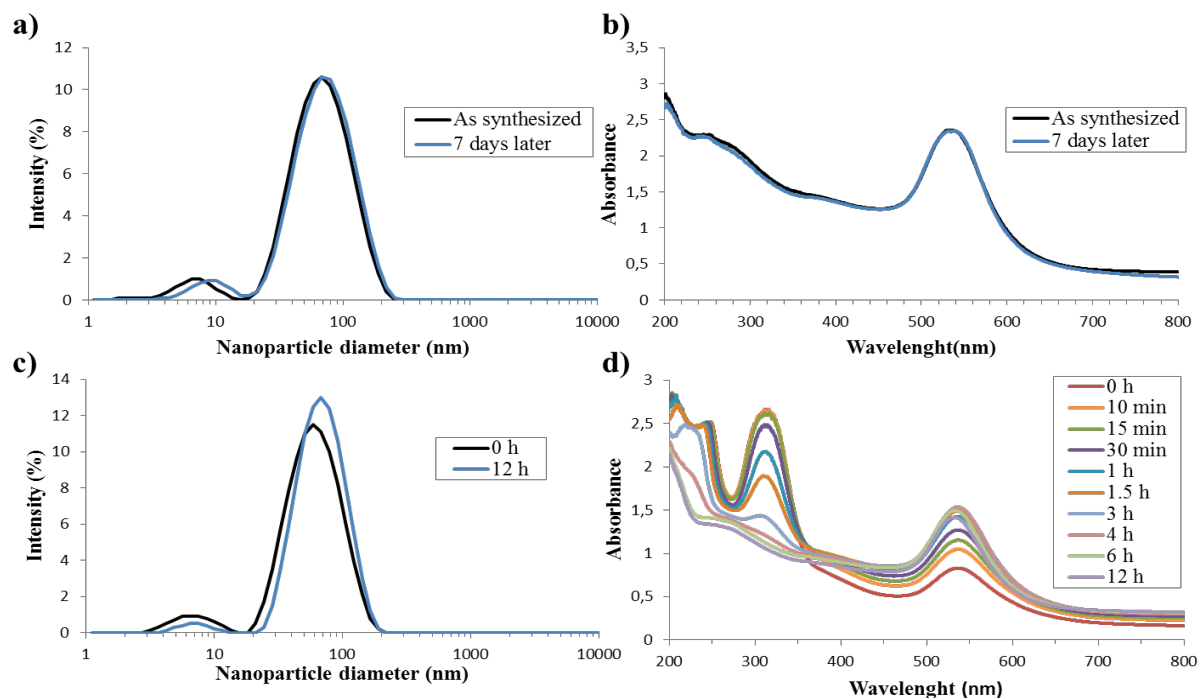 a)
12
10
8
6
4
2
0
Intensity (%)
As synthesized
7 days later
1
10
100
1000
10000
Nanoparticle diameter (nm)
b)
3,5
3
2,5
2
1,5
1
0,5
0
Absorbance
As synthesized
7 days later
200
300
400
500
600
700
800
Wavelenght(nm)
c)
14
12
10
8
6
4
2
0
Intensity (%)
0 h
12 h
1
10
100
1000
10000
Nanoparticle diameter (nm)
d)
3
2,5
2
1,5
1
0,5
0
Absorbance
0 h
10 min
15 min
30 min
1 h
1.5 h
3 h
4 h
6 h
12 h
200
300
400
500
600
700
800
Wavelenght (nm)